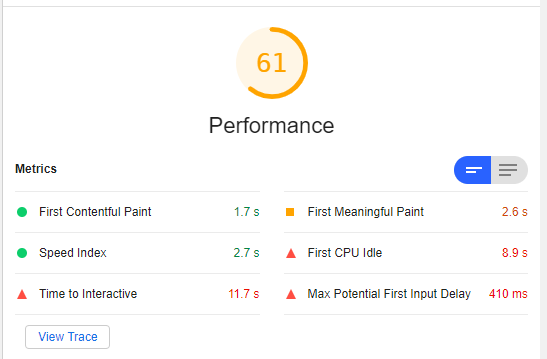 61
Performance
Metrics
First Contentful Paint 1.7 s
First Meaningful Paint 2.6 s
Speed Index 2.7 s
First CPU Idle 8.9 s
Time to Interactive 11.7 s
Max Potential First Input Delay 410 ms
View Trace